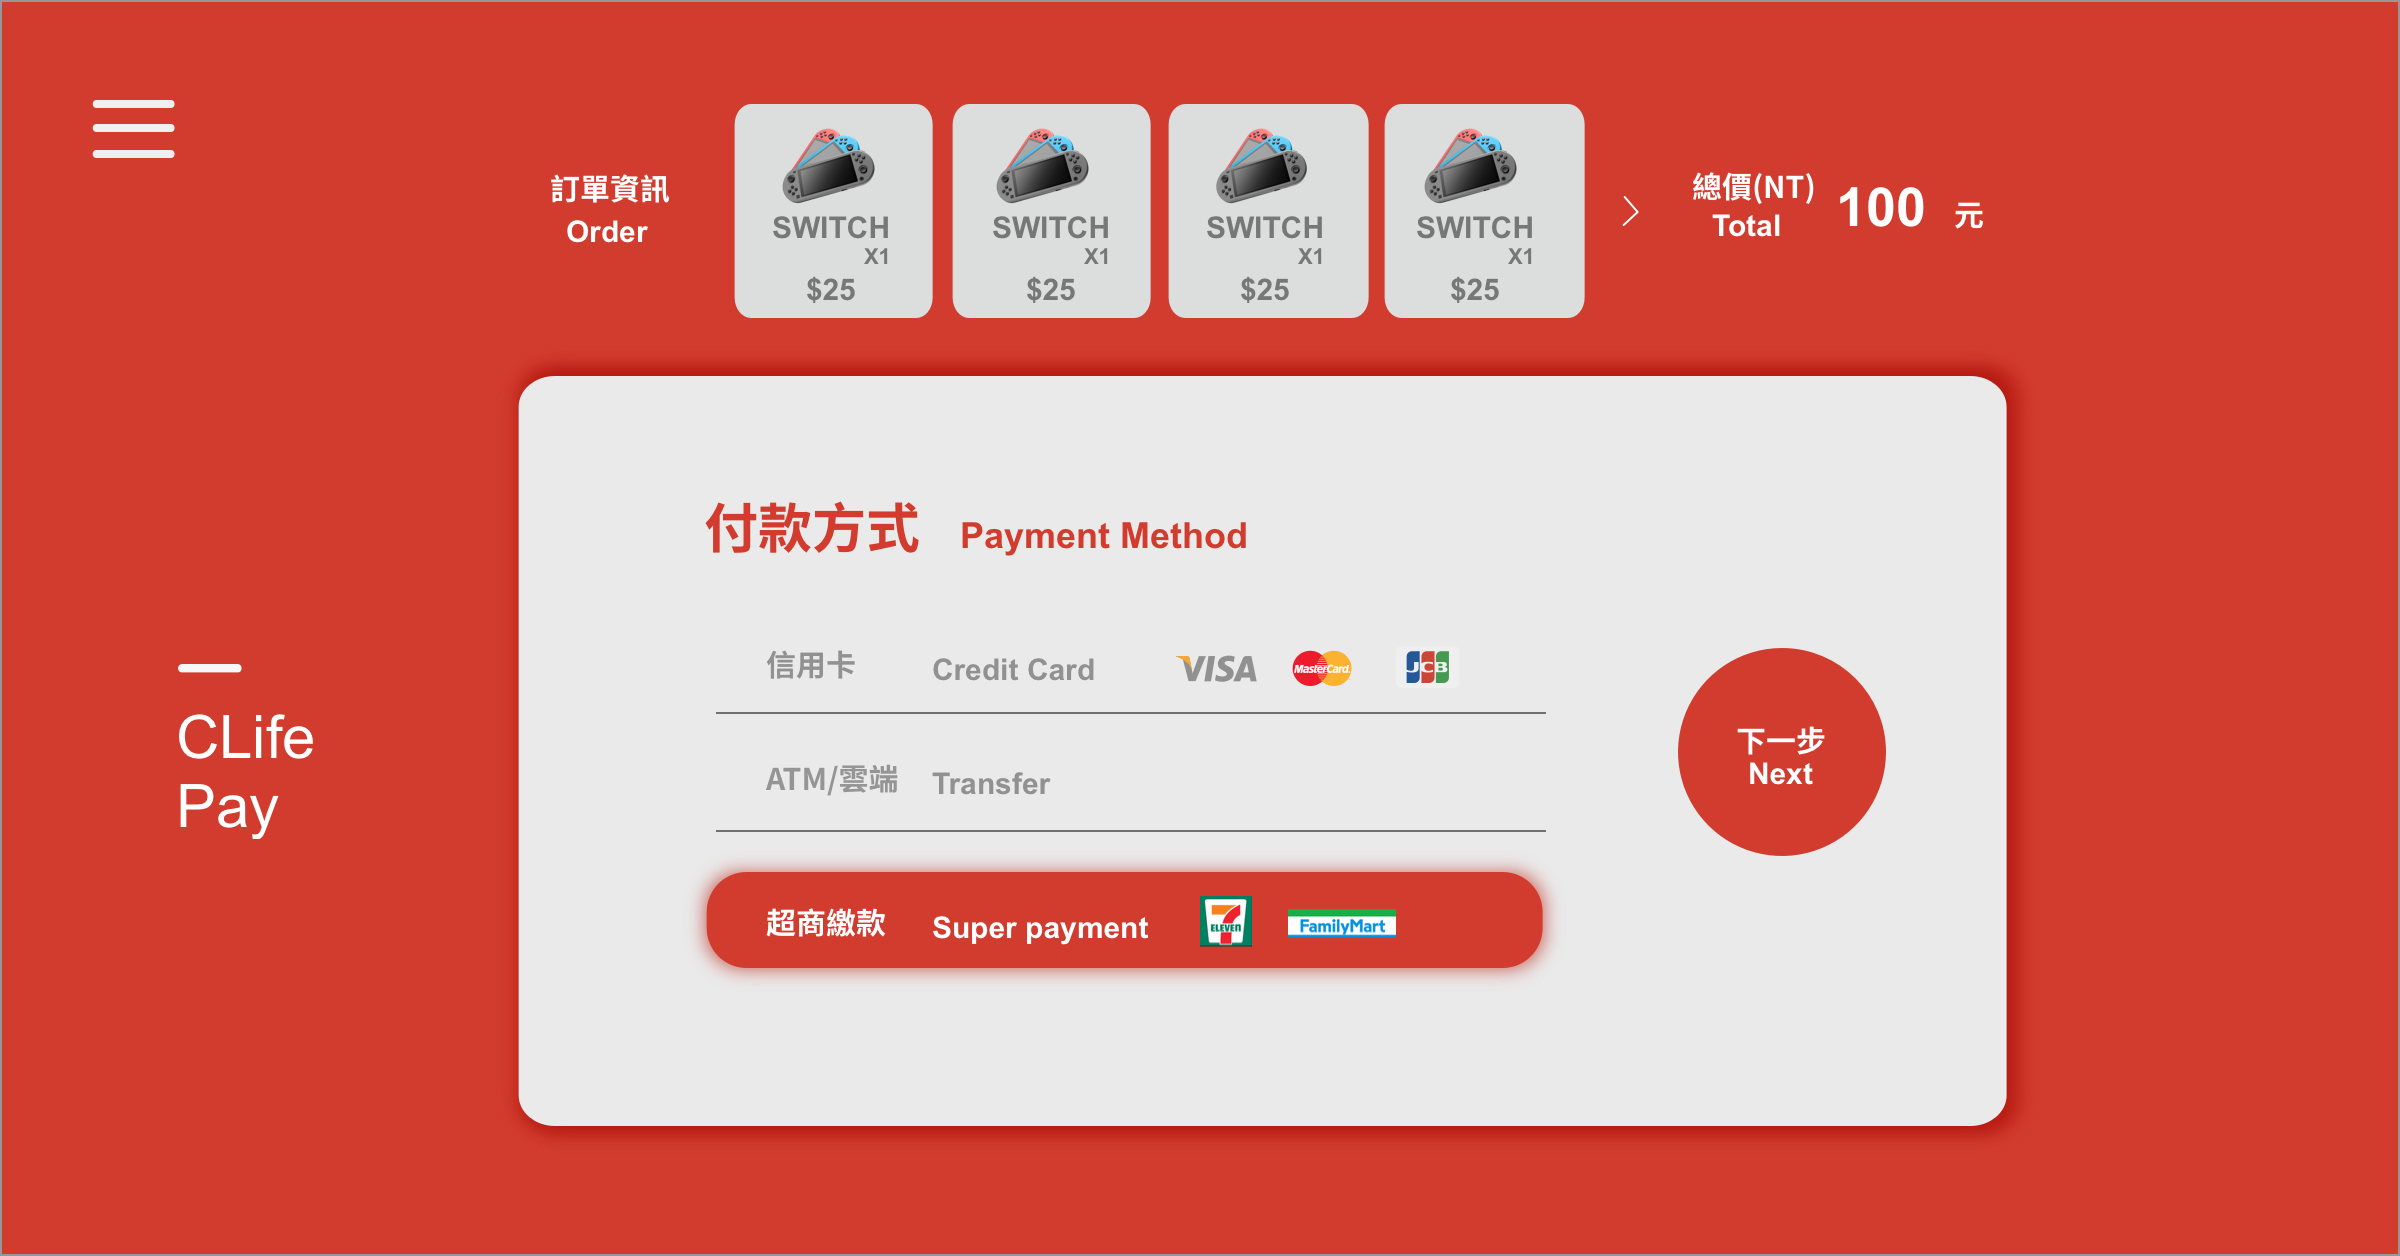 訂單資訊
Order
SWITCH
X1
$25
SWITCH
X1
$25
SWITCH
X1
$25
SWITCH
X1
$25
總價(NT)
Total
100 元
付款方式 Payment Method
信用卡 Credit Card VISA MasterCard JCB
ATM/雲端 Transfer
超商繳款 Super payment 7 ELEVEn FamilyMart
下一步
Next
CLife
Pay